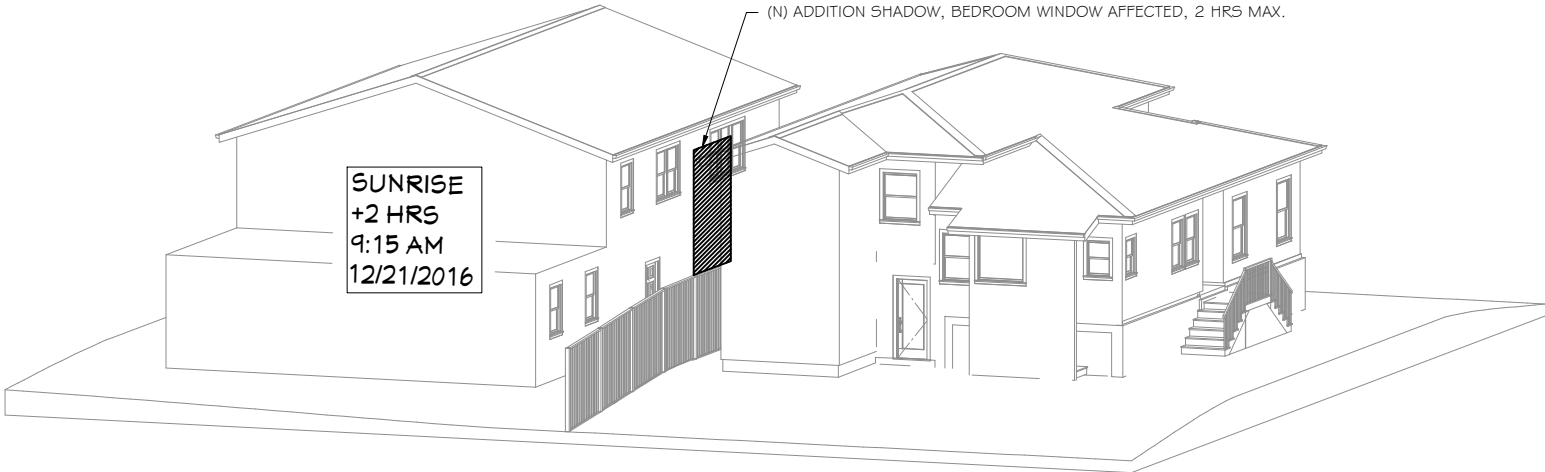 (N) ADDITION SHADOW, BEDROOM WINDOW AFFECTED, 2 HRS MAX.
SUNRISE
+2 HRS
9:15 AM
12/21/2016